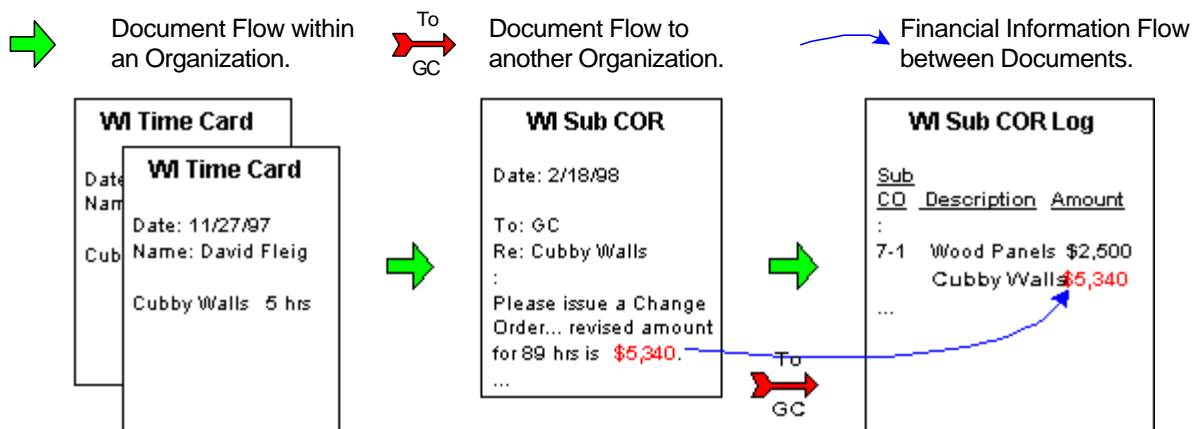 Document Flow within
an Organization.
To
GC
Document Flow to
another Organization.
Financial Information Flow
between Documents.
WI Time Card
Date
Nam
Cubb
WI Time Card
Date: 11/27/97
Name: David Fleig
Cubby Walls 5 hrs
WI Sub COR
Date: 2/18/98
To: GC
Re: Cubby Walls
:
Please issue a Change
Order... revised amount
for 89 hrs is $5,340.
...
To
GC
WI Sub COR Log
Sub
CO Description Amount
:
7-1 Wood Panels $2,500
Cubby Walls $5,340
...